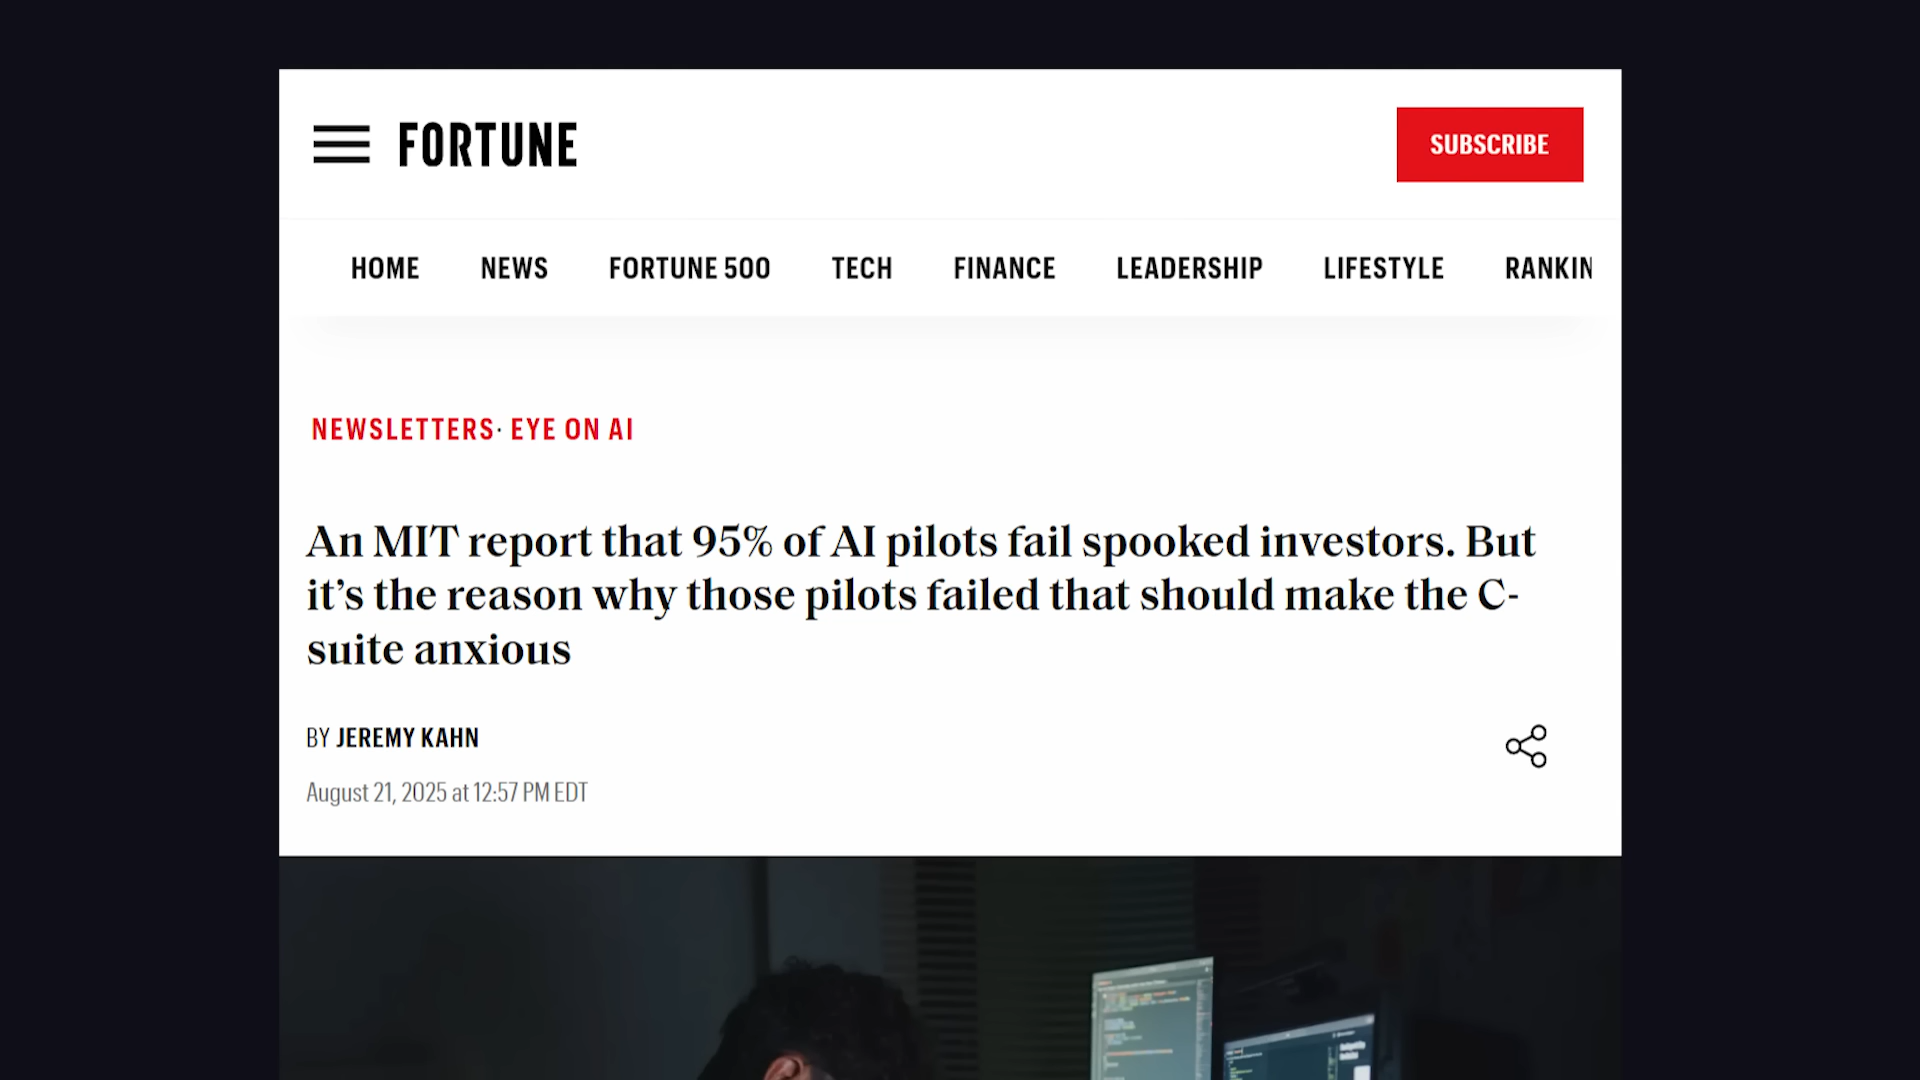 FORTUNE
SUBSCRIBE
HOME NEWS FORTUNE 500 TECH FINANCE LEADERSHIP LIFESTYLE RANKIN
NEWSLETTERS· EYE ON AI
An MIT report that 95% of AI pilots fail spooked investors. But
it’s the reason why those pilots failed that should make the C-
suite anxious
BY JEREMY KAHN
August 21, 2025 at 12:57 PM EDT